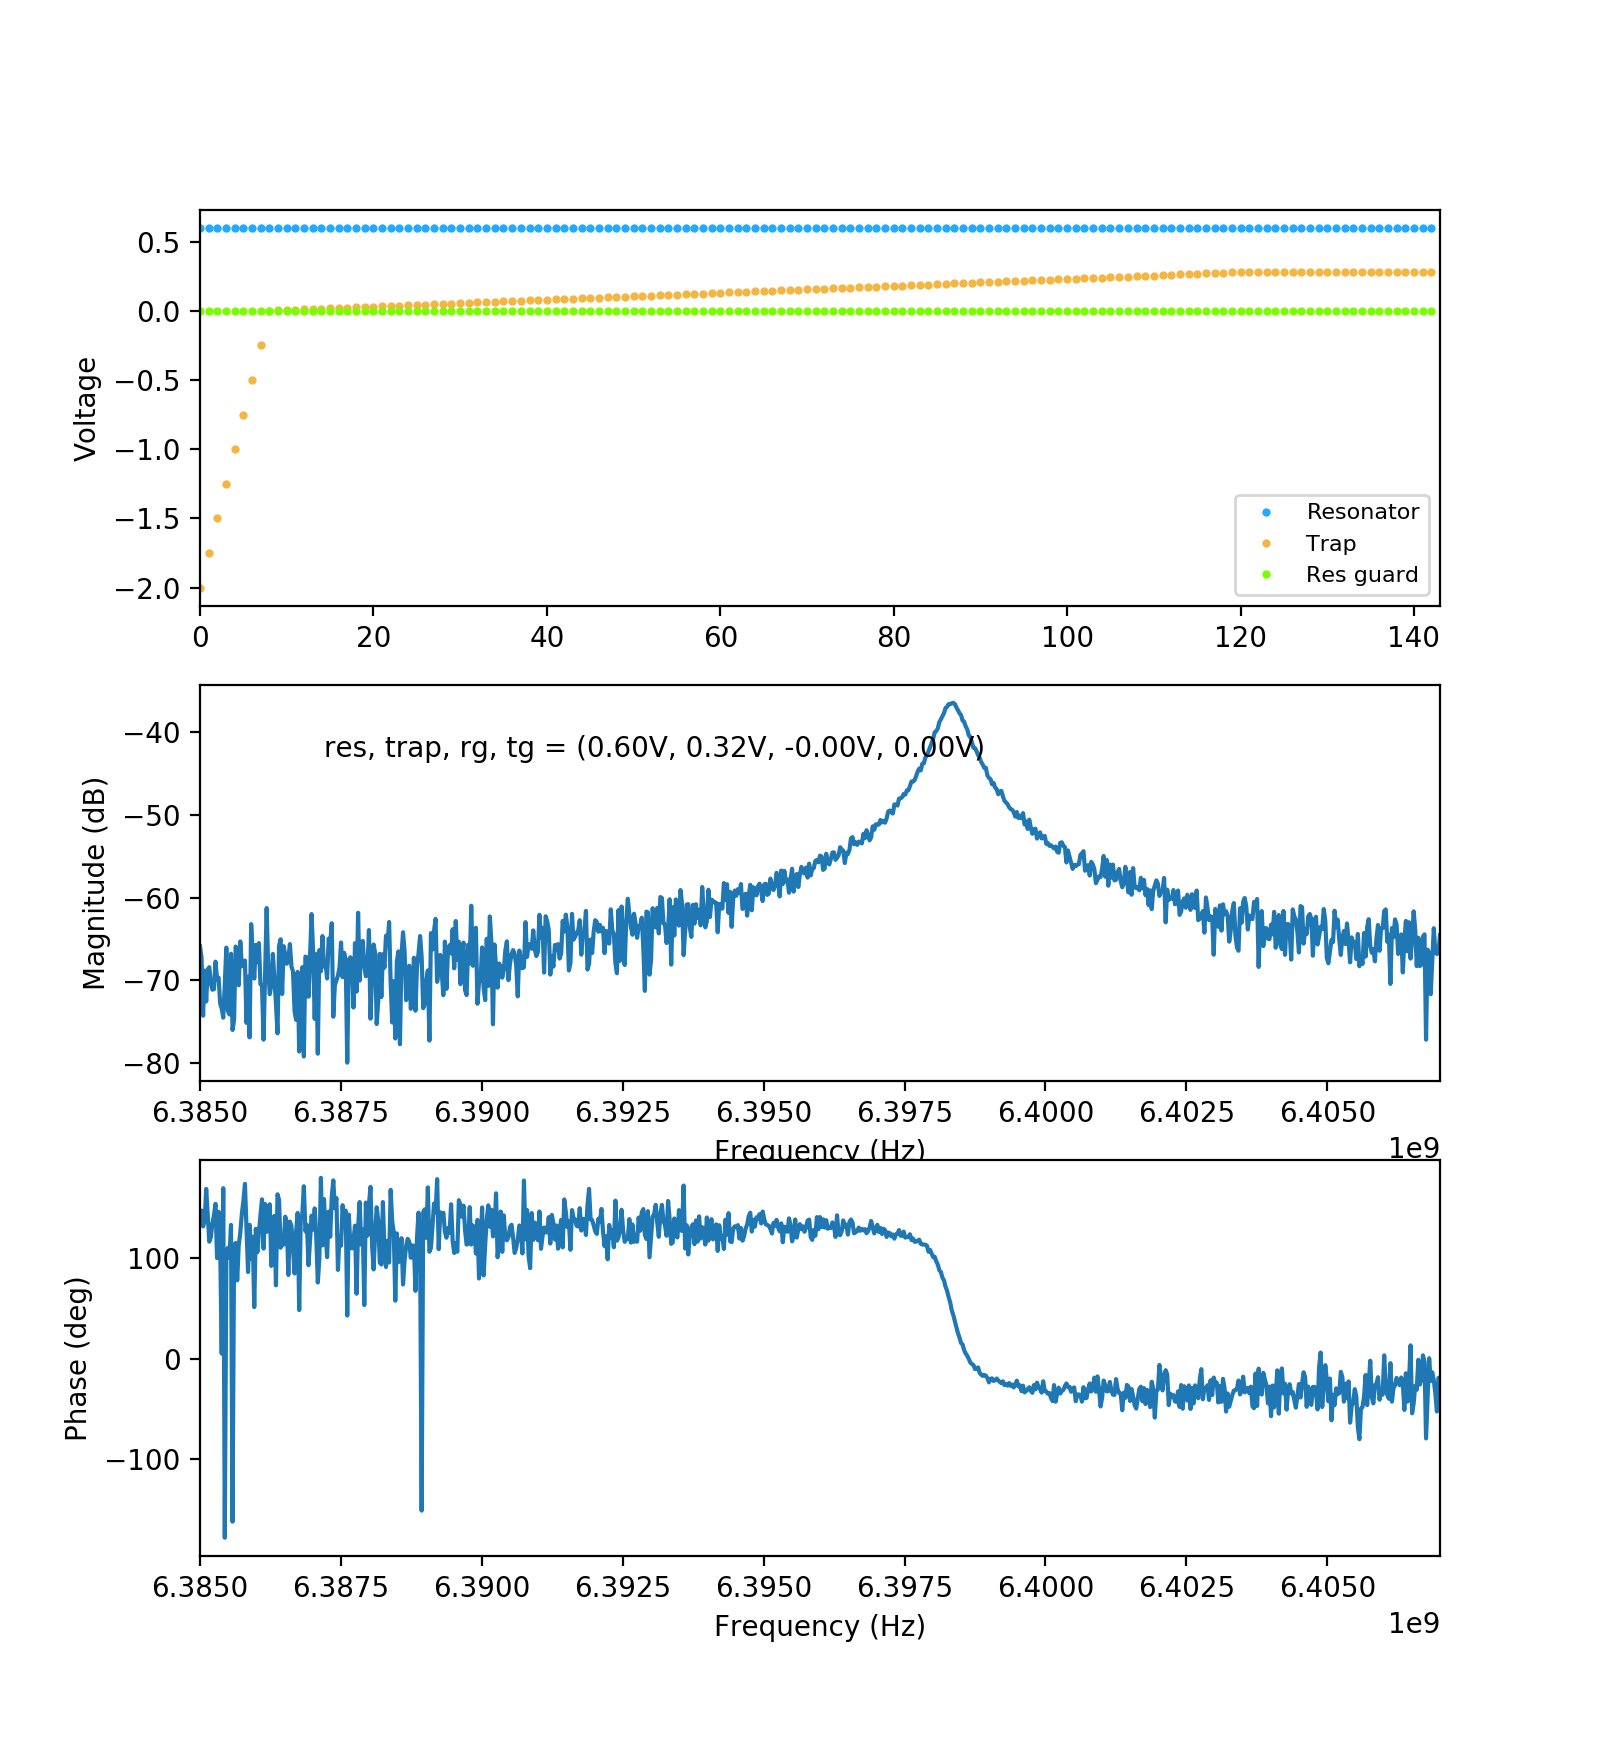 0.5
0.0
−0.5
−1.0
−1.5
−2.0
Voltage
Resonator
Trap
Res guard
0 20 40 60 80 100 120 140
−40
−50
−60
−70
−80
Magnitude (dB)
res, trap, rg, tg = (0.60V, 0.32V, -0.00V, 0.00V)
6.3850 6.3875 6.3900 6.3925 6.3950 6.3975 6.4000 6.4025 6.4050
Frequency (Hz)
1e9
100
0
−100
Phase (deg)
6.3850 6.3875 6.3900 6.3925 6.3950 6.3975 6.4000 6.4025 6.4050
Frequency (Hz)
1e9